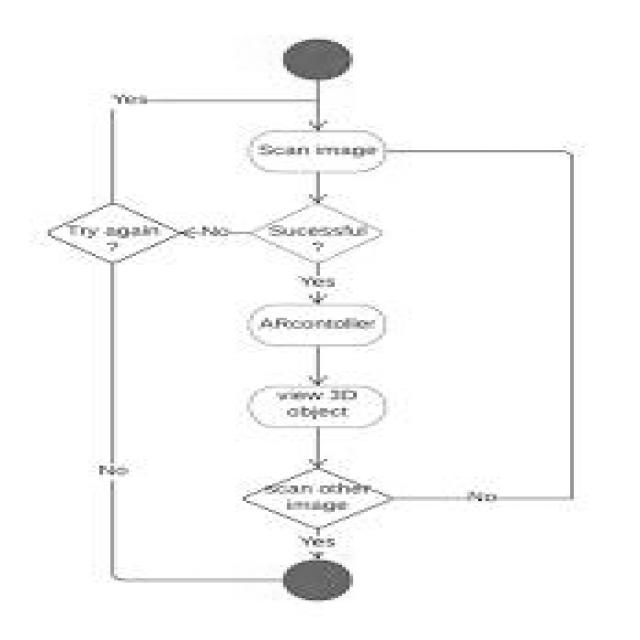 Yes
Scan image
Try again
?
No
Sucessful
?
Yes
ARcontoller
view 3D
object
No
scan other
image
No
Yes